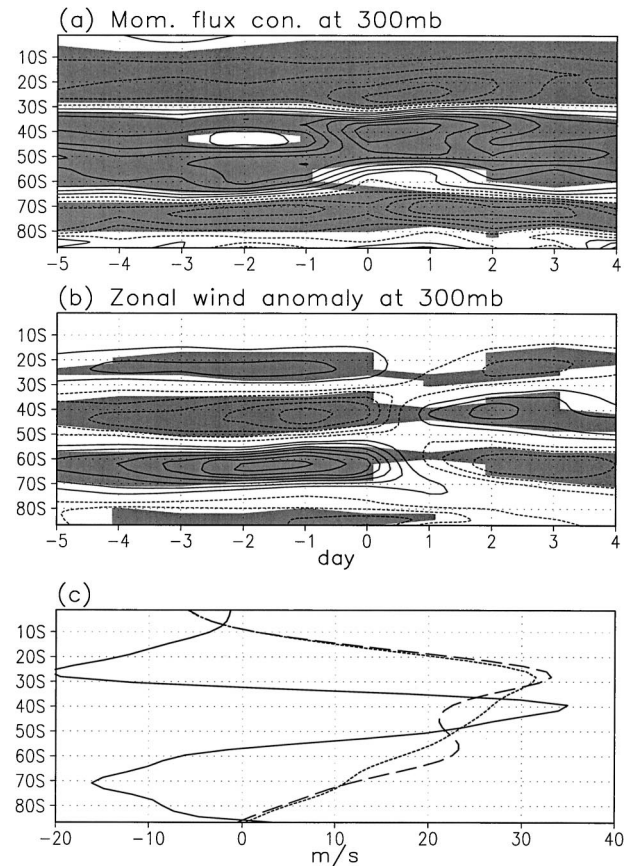 (a) Mom. flux con. at 300mb
10S
20S
30S
40S
50S
60S
70S
80S
-5 -4 -3 -2 -1 0 1 2 3 4
(b) Zonal wind anomaly at 300mb
10S
20S
30S
40S
50S
60S
70S
80S
-5 -4 -3 -2 -1 0 1 2 3 4
day
(c)
10S
20S
30S
40S
50S
60S
70S
80S
-20 -10 0 10 20 30 40
m/s